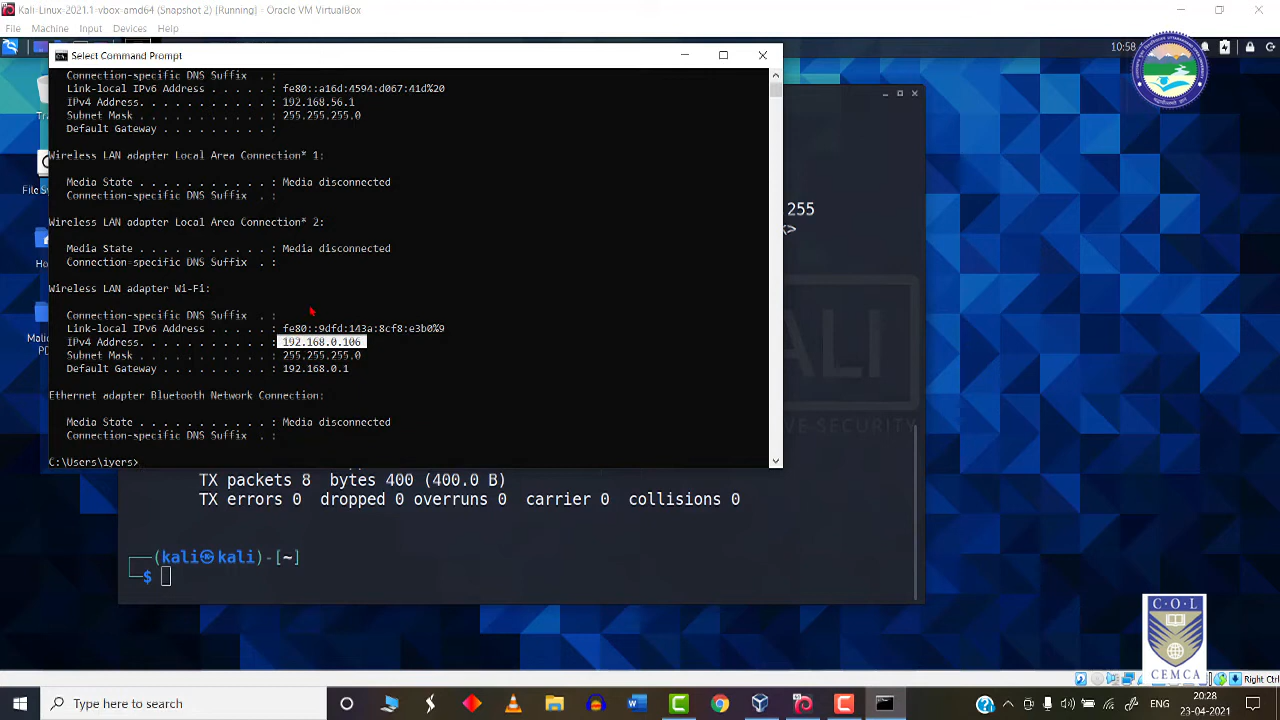 Kali-Linux-2021.1-vbox-amd64 (Snapshot 2) [Running] - Oracle VM VirtualBox
File Machine Input Devices Help
10:58
Select Command Prompt
Connection-specific DNS Suffix . :
Link-local IPv6 Address . . . . . : fe80::a16d:4594:d067:41d%20
IPv4 Address. . . . . . . . . . . : 192.168.56.1
Subnet Mask . . . . . . . . . . . : 255.255.255.0
Default Gateway . . . . . . . . . :
Wireless LAN adapter Local Area Connection* 1:
Media State . . . . . . . . . . . : Media disconnected
Connection-specific DNS Suffix . :
Wireless LAN adapter Local Area Connection* 2:
Media State . . . . . . . . . . . : Media disconnected
Connection-specific DNS Suffix . :
Wireless LAN adapter Wi-Fi:
Connection-specific DNS Suffix . :
Link-local IPv6 Address . . . . . : fe80::9dfd:143a:8cf8:e3b0%9
IPv4 Address. . . . . . . . . . . : 192.168.0.106
Subnet Mask . . . . . . . . . . . : 255.255.255.0
Default Gateway . . . . . . . . . : 192.168.0.1
Ethernet adapter Bluetooth Network Connection:
Media State . . . . . . . . . . . : Media disconnected
Connection-specific DNS Suffix . :
C:\Users\iyers>
255
>
ALI
VE SECURITY
File Sy
Ho
Malic
PD
TX packets 8 bytes 400 (400.0 B)
TX errors 0 dropped 0 overruns 0 carrier 0 collisions 0
(kali㉿kali)-[~]
$
C·O·L
CEMCA
Right Ctrl
Type here to search
20:28
23-04-2021